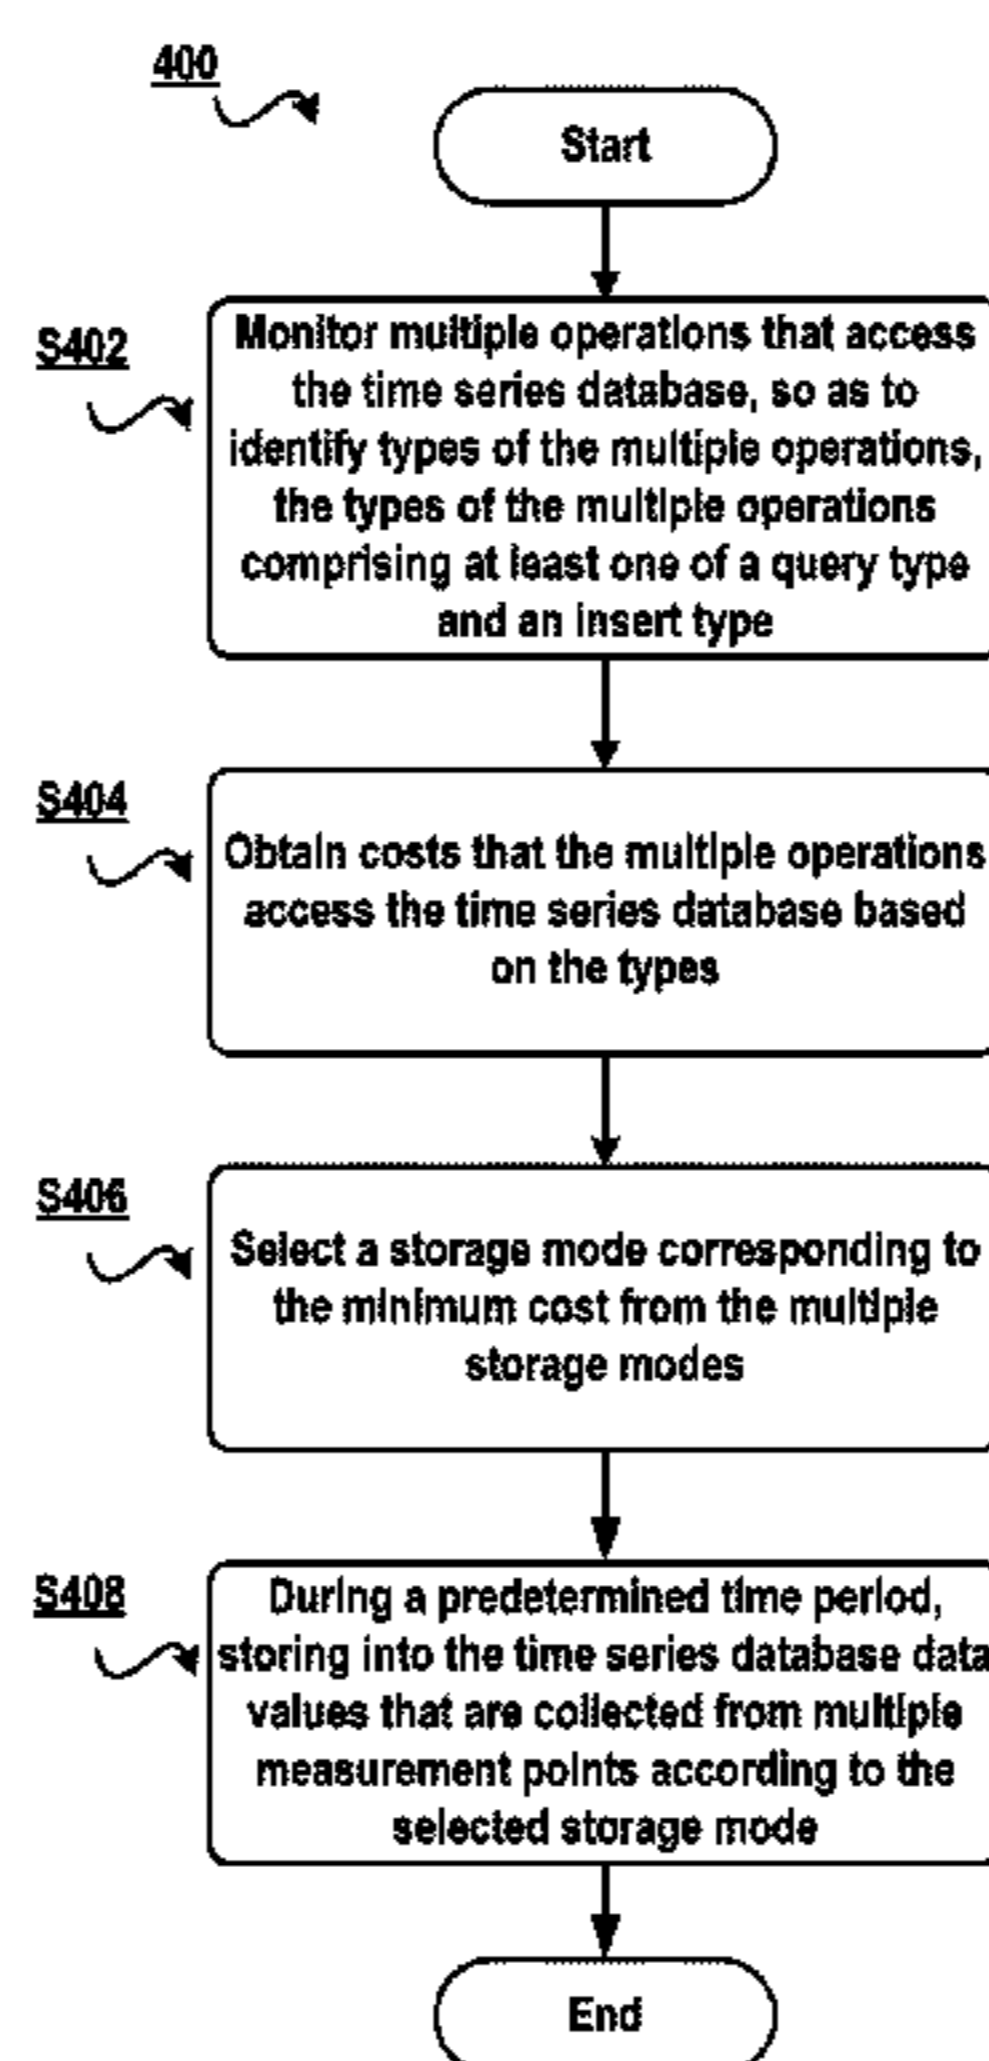 400
Start
S402
Monitor multiple operations that access
the time series database, so as to
identify types of the multiple operations,
the types of the multiple operations
comprising at least one of a query type
and an insert type
S404
Obtain costs that the multiple operations
access the time series database based
on the types
S406
Select a storage mode corresponding to
the minimum cost from the multiple
storage modes
S408
During a predetermined time period,
storing into the time series database data
values that are collected from multiple
measurement points according to the
selected storage mode
End